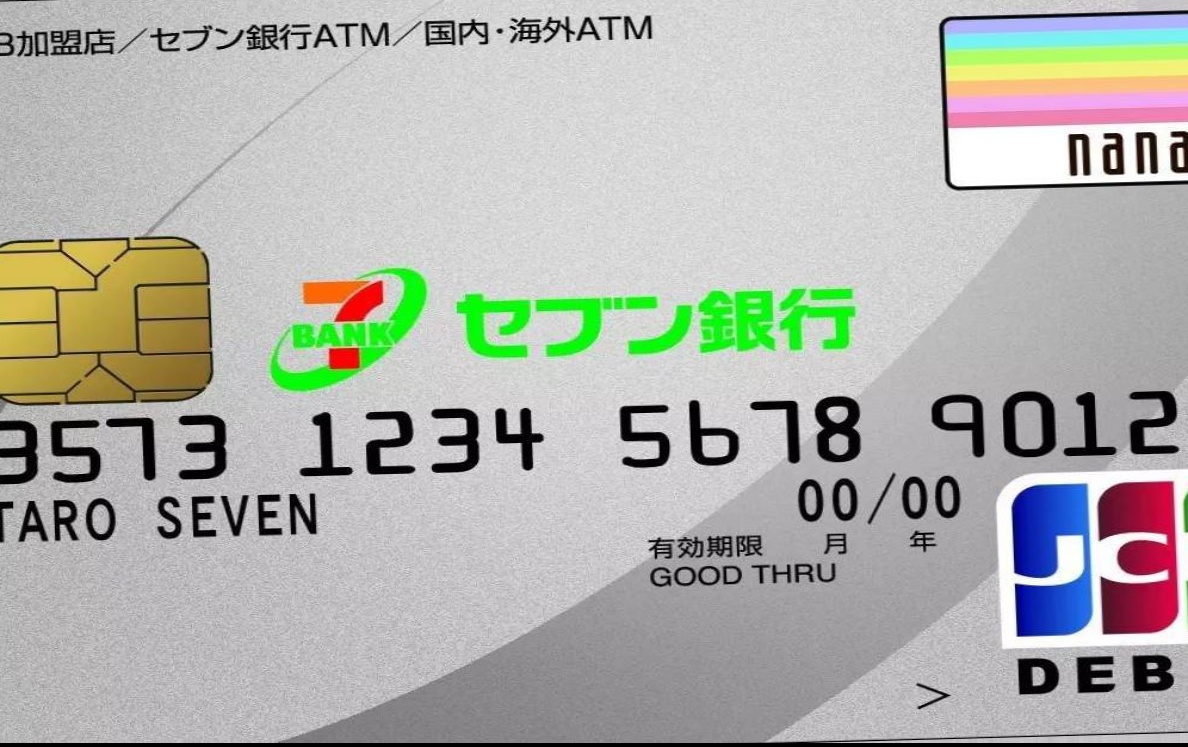 B加盟店／セブン銀行ATM／国内・海外ATM
nana
7
BANK
セブン銀行
3573 1234 5678 9012
TARO SEVEN
00/00
有効期限 月 年
GOOD THRU
JC
DEB
>